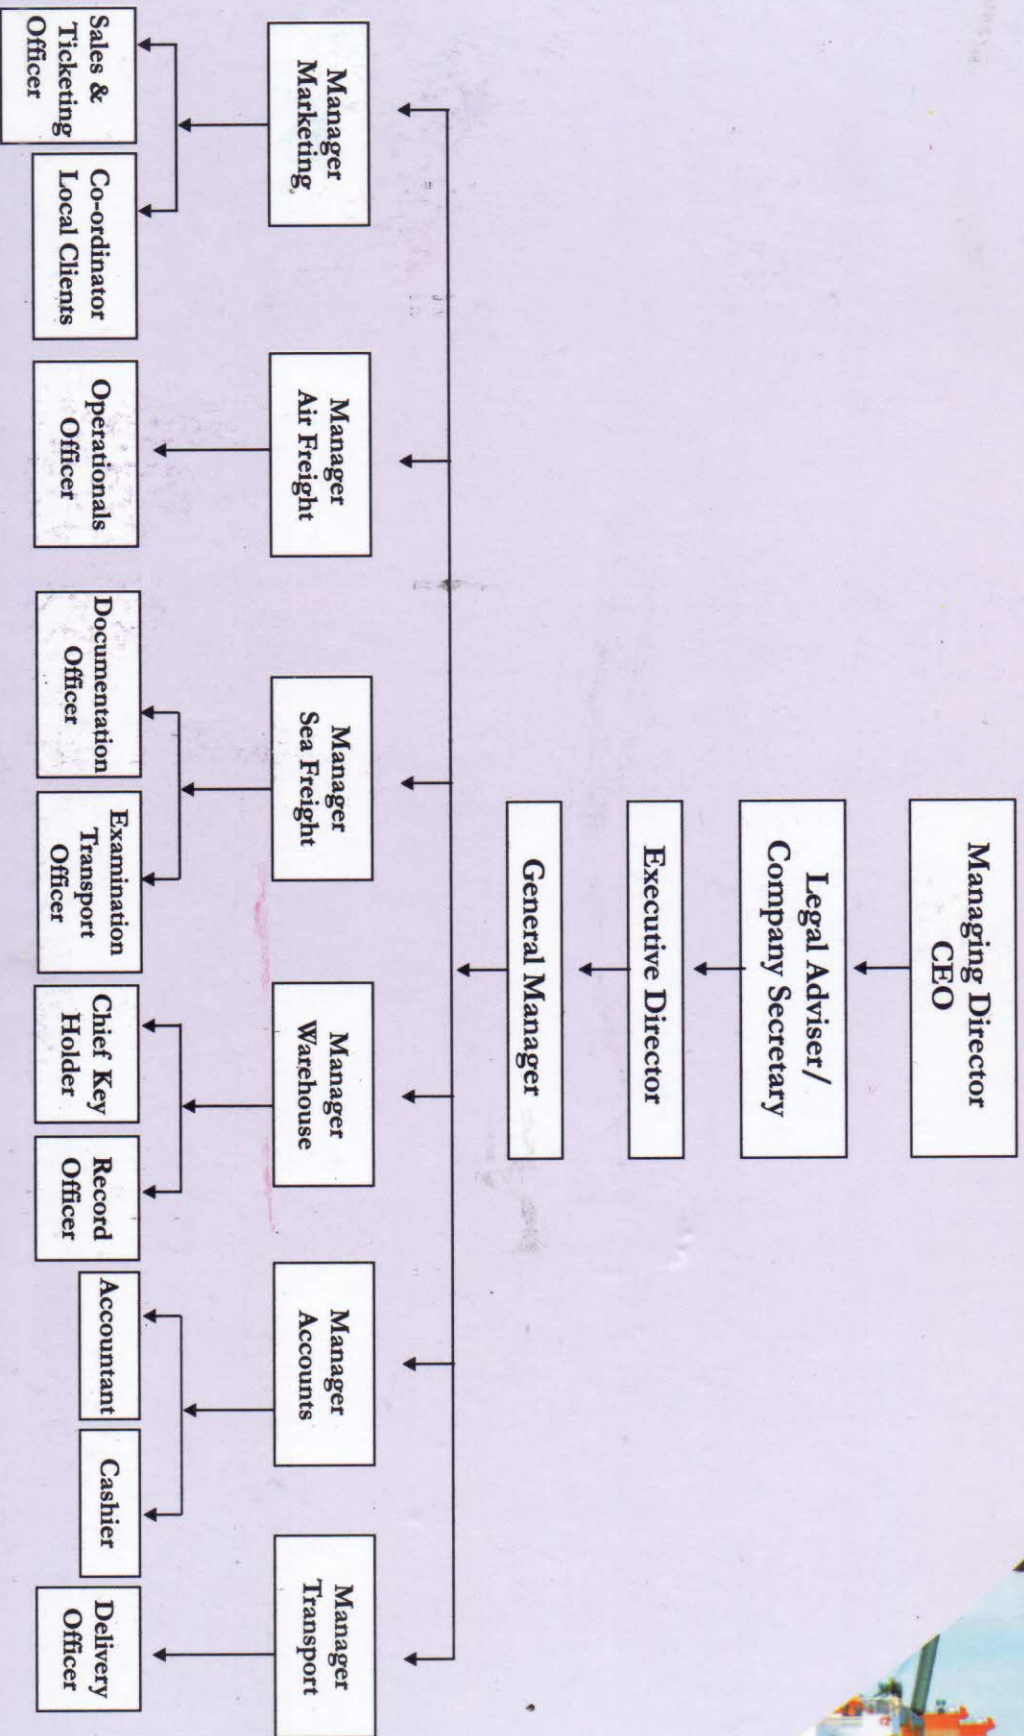 Managing Director
CEO
Legal Adviser/
Company Secretary
Executive Director
General Manager
Manager
Marketing
Manager
Air Freight
Manager
Sea Freight
Manager
Warehouse
Manager
Accounts
Manager
Transport
Sales &
Ticketing
Officer
Co-ordinator
Local Clients
Operationals
Officer
Documentation
Officer
Examination
Transport
Officer
Chief Key
Holder
Record
Officer
Accountant
Cashier
Delivery
Officer